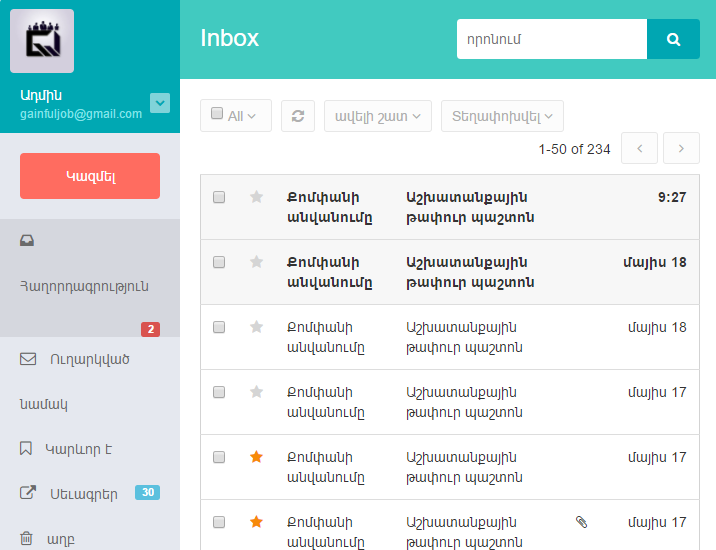 Inbox
որոնում
Ադմին
gainfuljob@gmail.com
Կազմել
Հաղորդագրություն
2
Ուղարկված
նամակ
Կարևոր է
Սեւագրեր 30
աղբ
All ավելի շատ Տեղափոխվել
1-50 of 234
Քոմփանի Աշխատանքային 9:27
անվանումը թափուր պաշտոն
Քոմփանի Աշխատանքային մայիս 18
անվանումը թափուր պաշտոն
Քոմփանի Աշխատանքային մայիս 18
անվանումը թափուր պաշտոն
Քոմփանի Աշխատանքային մայիս 17
անվանումը թափուր պաշտոն
Քոմփանի Աշխատանքային մայիս 17
անվանումը թափուր պաշտոն
Քոմփանի Աշխատանքային մայիս 17
անվանումը թափուր պաշտոն